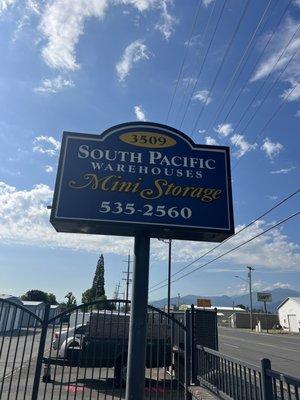 3509
South Pacific
Warehouses
Mini Storage
535-2560